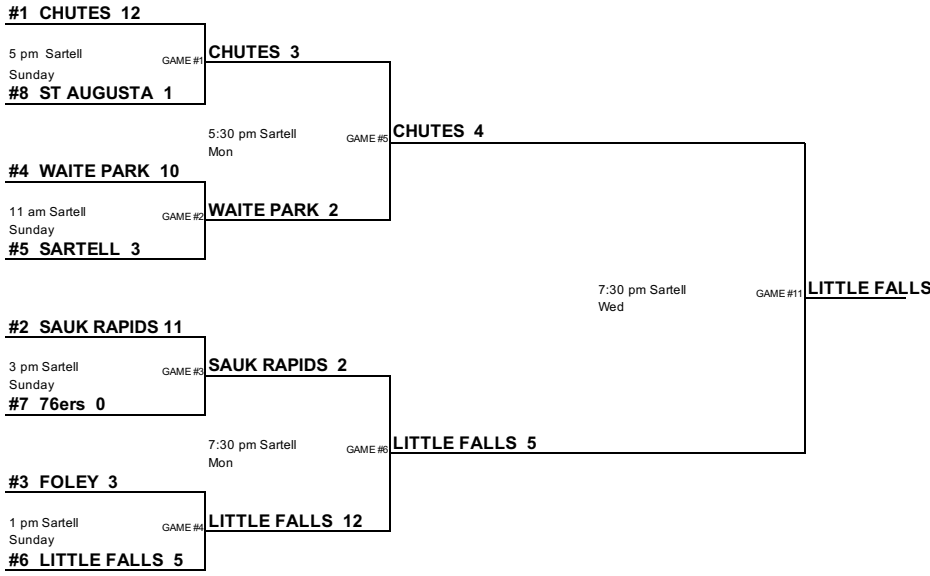 #1 CHUTES 12
5 pm Sartell
GAME #1
CHUTES 3
Sunday
#8 ST AUGUSTA 1
5:30 pm Sartell
GAME #5
CHUTES 4
Mon
#4 WAITE PARK 10
11 am Sartell
GAME #2
WAITE PARK 2
Sunday
#5 SARTELL 3
7:30 pm Sartell
GAME #11
LITTLE FALLS
Wed
#2 SAUK RAPIDS 11
3 pm Sartell
GAME #3
SAUK RAPIDS 2
Sunday
#7 76ers 0
7:30 pm Sartell
GAME #6
LITTLE FALLS 5
Mon
#3 FOLEY 3
1 pm Sartell
GAME #4
LITTLE FALLS 12
Sunday
#6 LITTLE FALLS 5